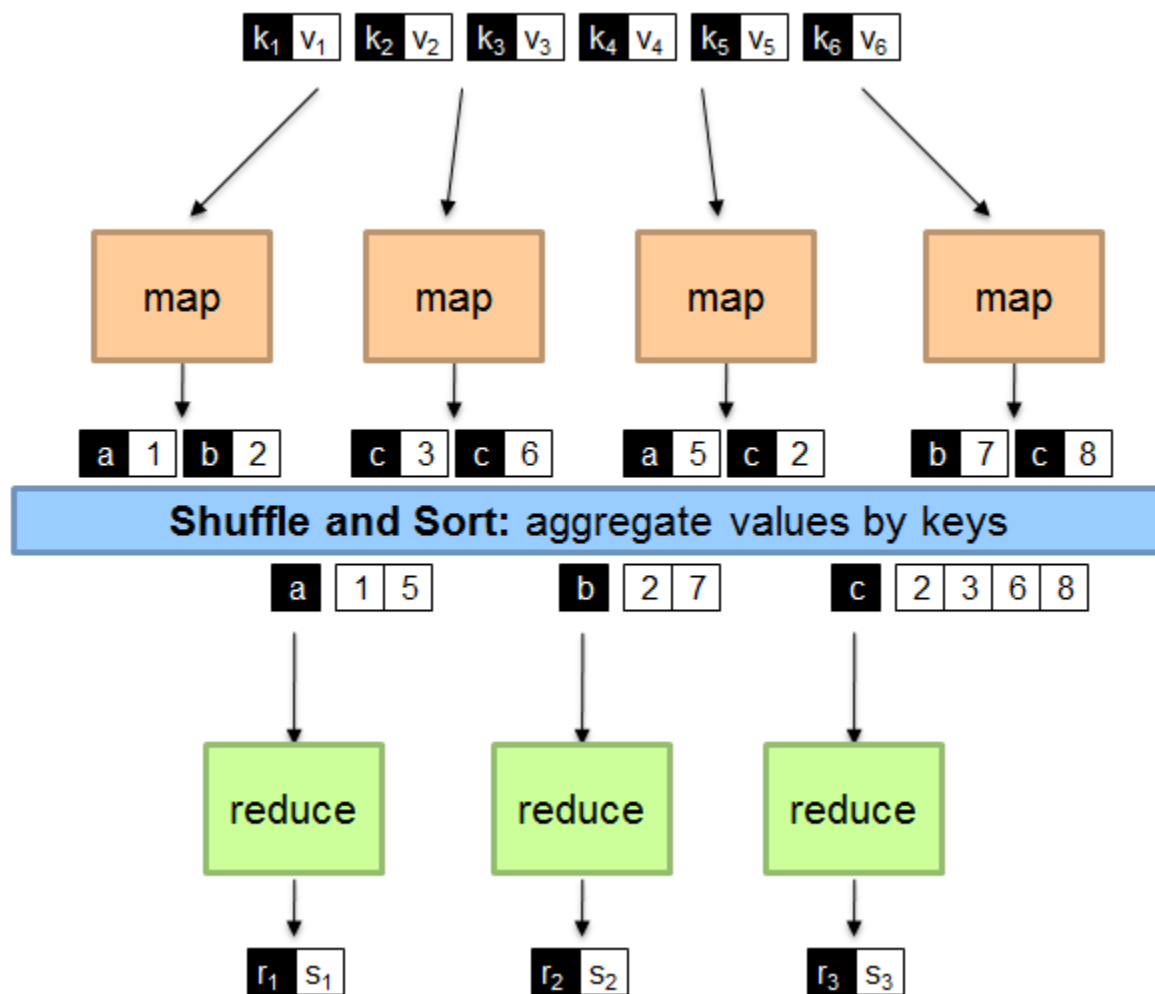 k₁ v₁ k₂ v₂ k₃ v₃ k₄ v₄ k₅ v₅ k₆ v₆
map map map map
a 1 b 2 c 3 c 6 a 5 c 2 b 7 c 8
Shuffle and Sort: aggregate values by keys
a 1 5 b 2 7 c 2 3 6 8
reduce reduce reduce
r₁ s₁ r₂ s₂ r₃ s₃